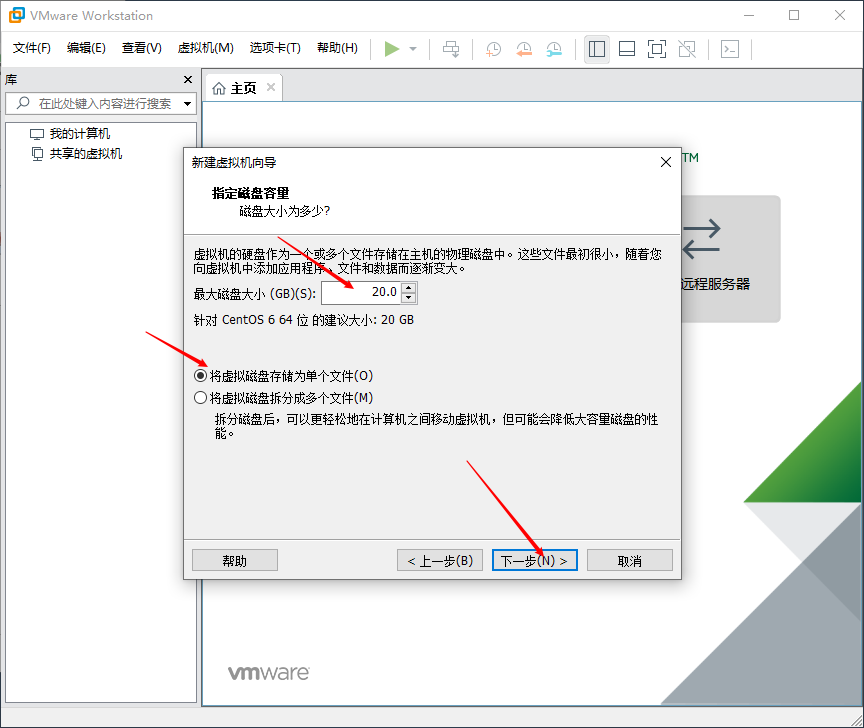 VMware Workstation
文件(F) 编辑(E) 查看(V) 虚拟机(M) 选项卡(T) 帮助(H)
库
主页
在此处键入内容进行搜索
我的计算机
共享的虚拟机
TM
远程服务器
新建虚拟机向导
指定磁盘容量
磁盘大小为多少?
虚拟机的硬盘作为一个或多个文件存储在主机的物理磁盘中。这些文件最初很小，随着您
向虚拟机中添加应用程序、文件和数据而逐渐变大。
最大磁盘大小 (GB)(S): 20.0
针对 CentOS 6 64 位 的建议大小: 20 GB
将虚拟磁盘存储为单个文件(O)
将虚拟磁盘拆分成多个文件(M)
拆分磁盘后，可以更轻松地在计算机之间移动虚拟机，但可能会降低大容量磁盘的性
能。
帮助 < 上一步(B) 下一步(N) > 取消
vmware